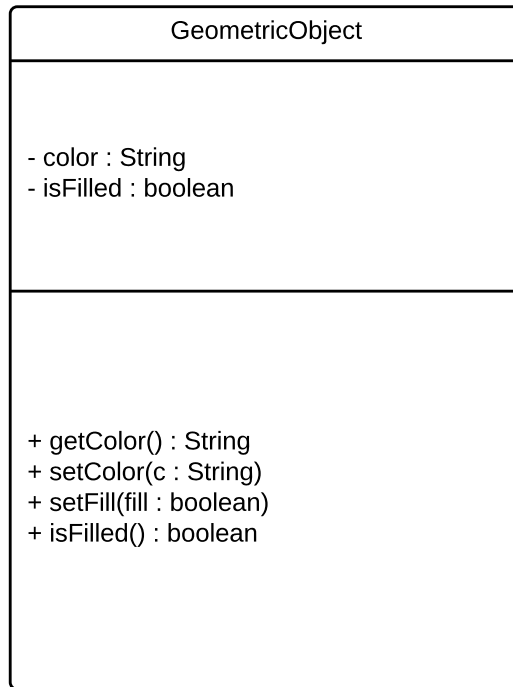 GeometricObject
- color : String
- isFilled : boolean
+ getColor() : String
+ setColor(c : String)
+ setFill(fill : boolean)
+ isFilled() : boolean